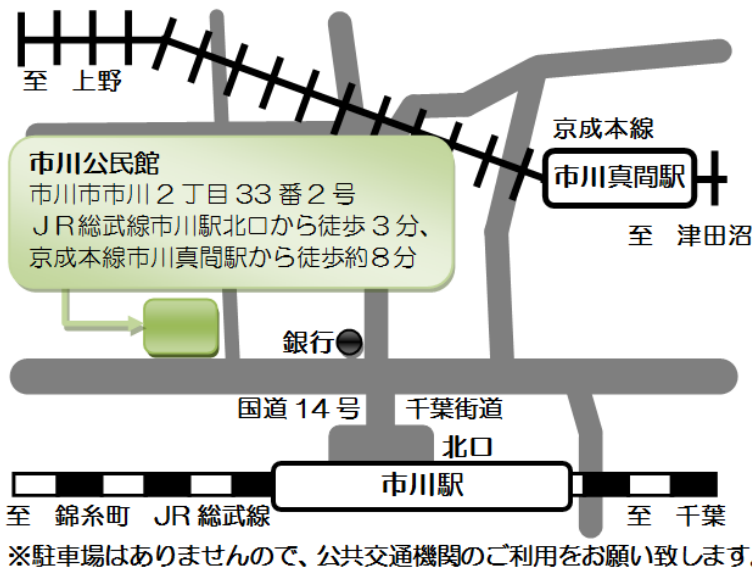 至 上野
京成本線
市川真間駅
至 津田沼
市川公民館
市川市市川2丁目33番2号
JR総武線市川駅北口から徒歩3分、
京成本線市川真間駅から徒歩約8分
銀行
国道14号 千葉街道
北口
市川駅
至 錦糸町 JR総武線 至 千葉
※駐車場はありませんので、公共交通機関のご利用をお願い致します。